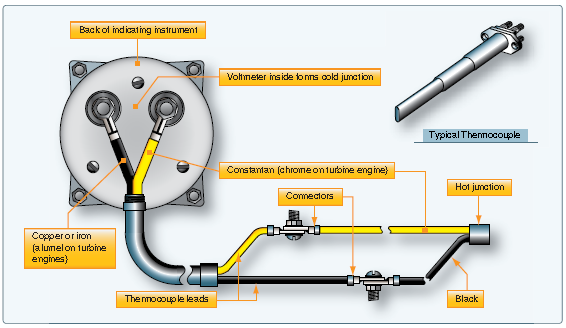 Back of indicating instrument
Voltmeter inside forms cold junction
Typical Thermocouple
Constantan (chrome on turbine engine)
Hot junction
Connectors
Copper or iron
(alumel on turbine
engines)
Thermocouple leads
Black